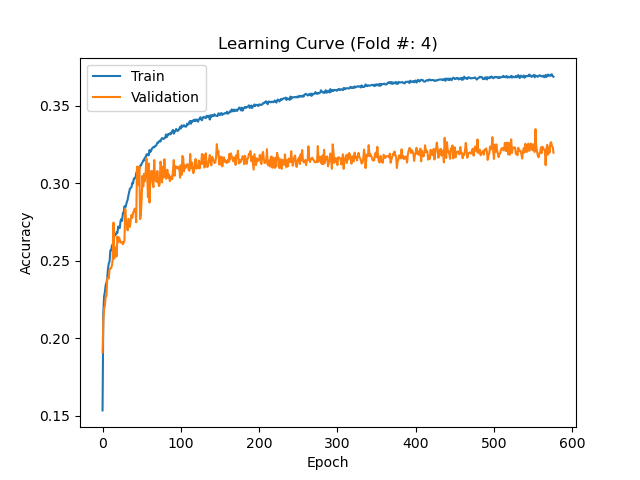 Learning Curve (Fold #: 4)
Train
Validation
Accuracy
0.35
0.30
0.25
0.20
0.15
0 100 200 300 400 500 600
Epoch